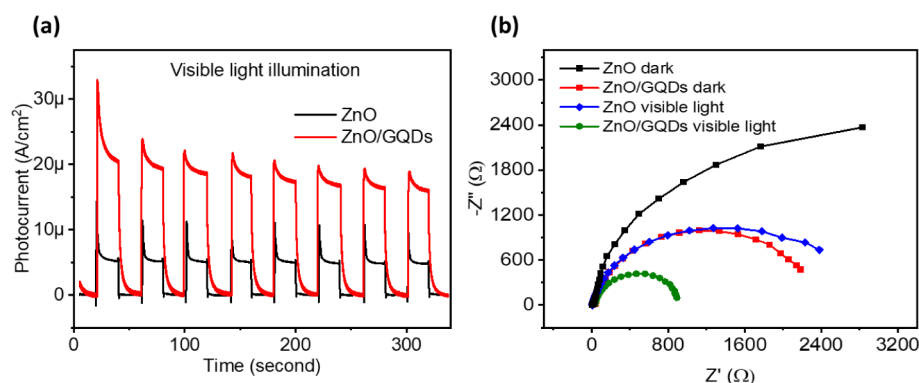 (a)
Visible light illumination
ZnO
ZnO/GQDs
30µ
20µ
10µ
0
0
100
200
300
Photocurrent (A/cm²)
Time (second)
(b)
ZnO dark
ZnO/GQDs dark
ZnO visible light
ZnO/GQDs visible light
3000
2400
1800
1200
600
0
0
800
1600
2400
3200
-Z'' (Ω)
Z' (Ω)